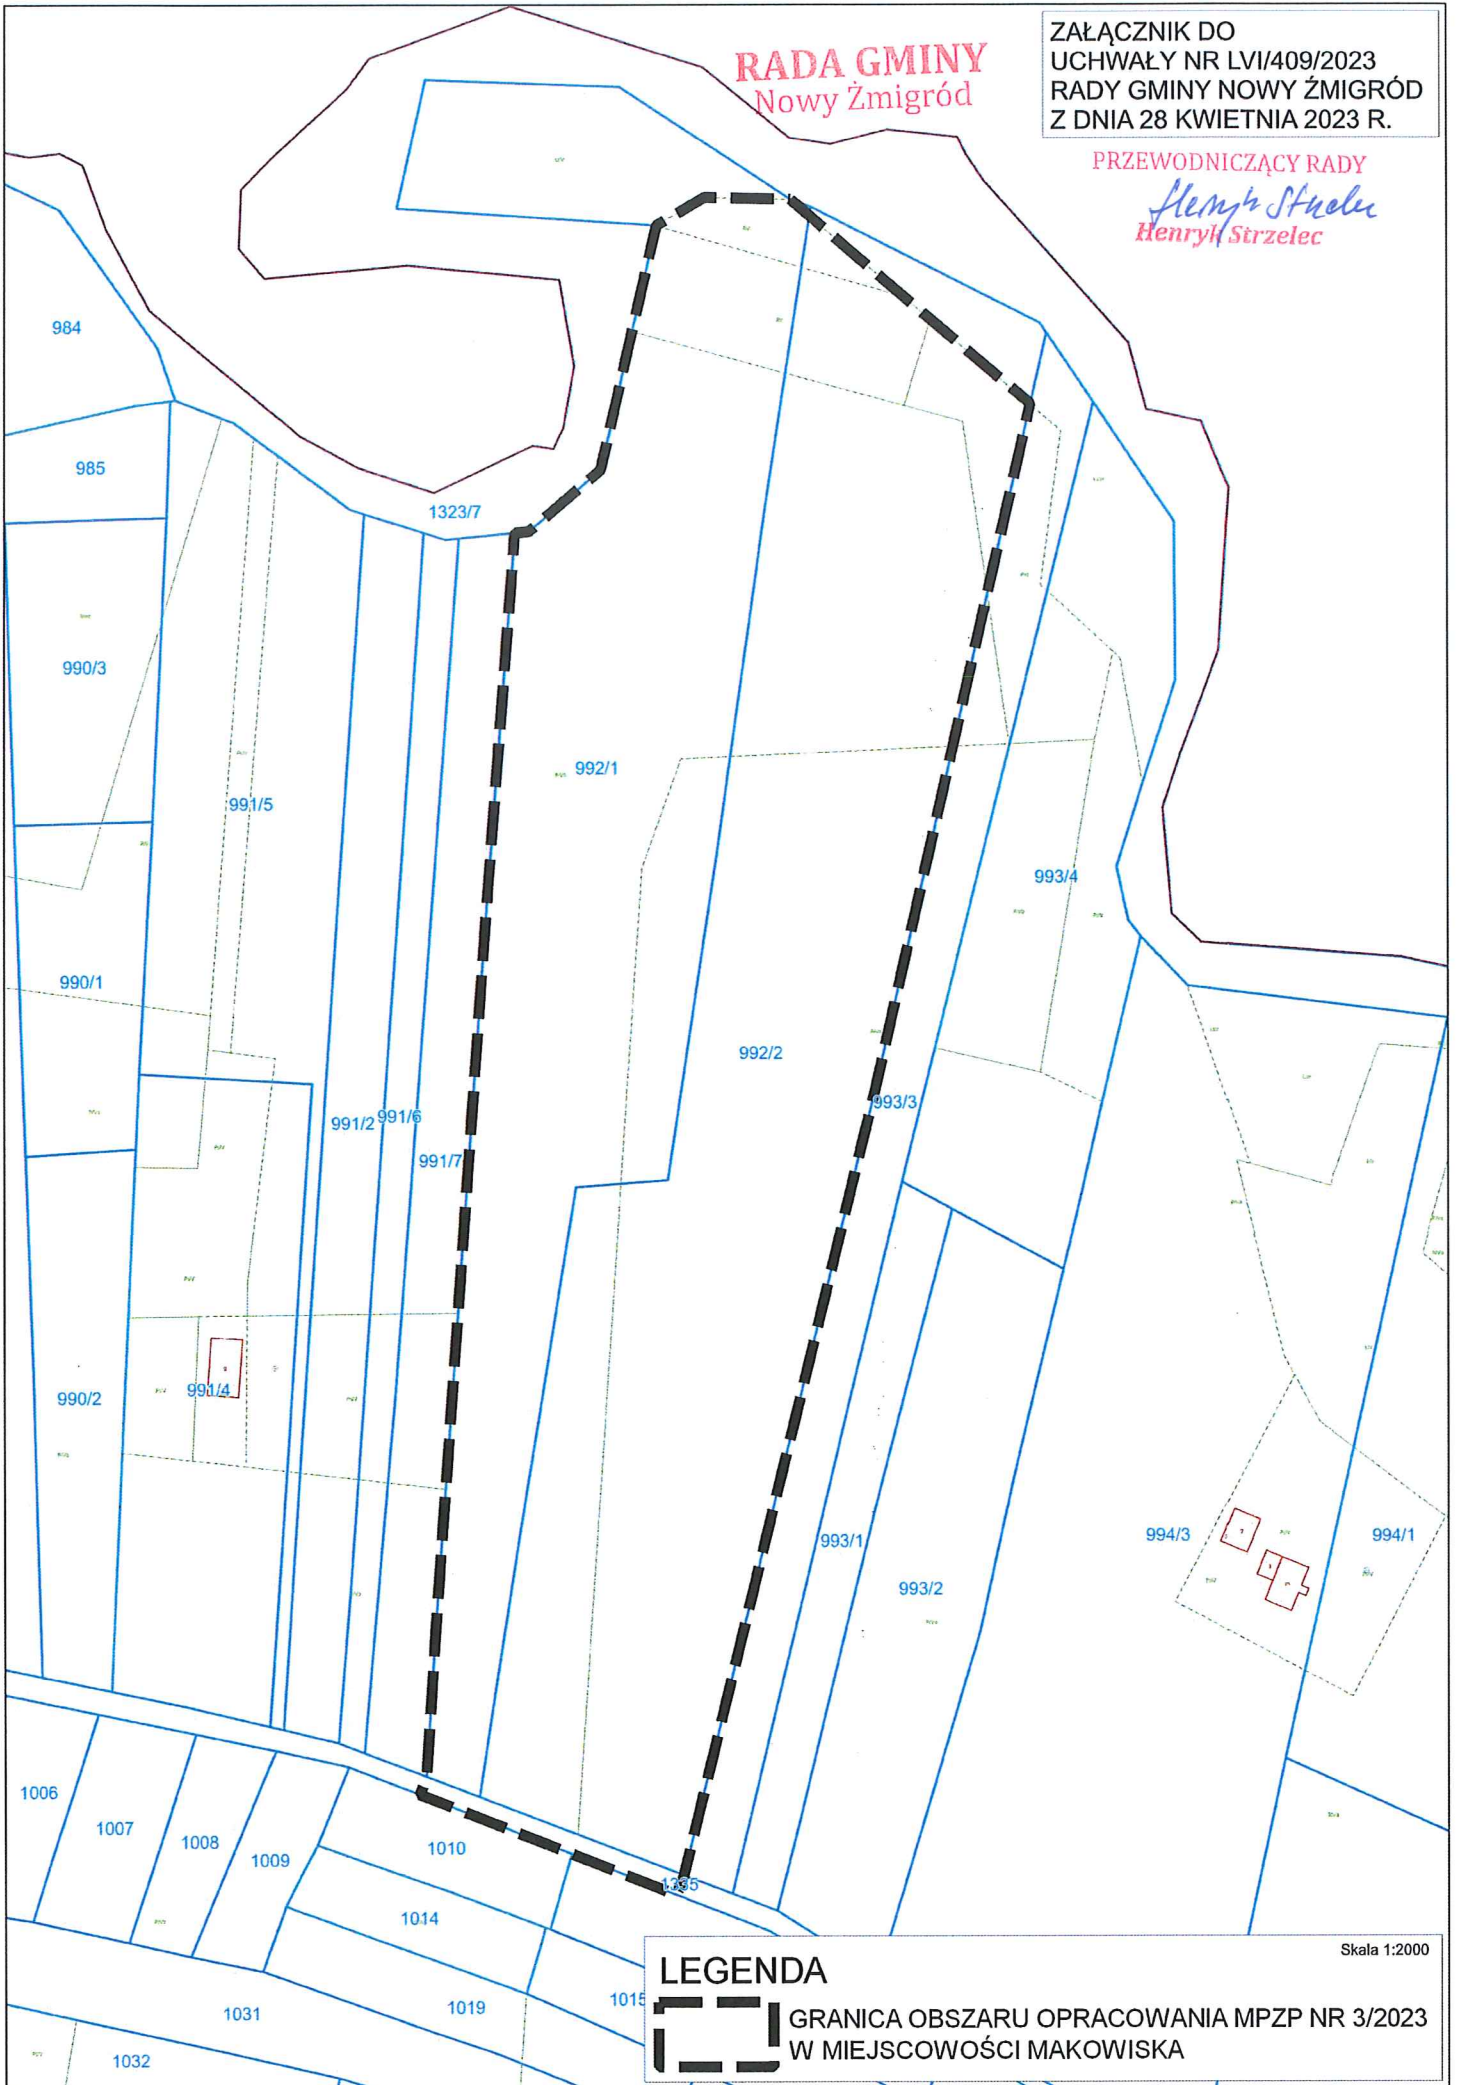 RADA GMINY
Nowy Żmigród
ZAŁĄCZNIK DO
UCHWAŁY NR LVI/409/2023
RADY GMINY NOWY ŻMIGRÓD
Z DNIA 28 KWIETNIA 2023 R.
PRZEWODNICZĄCY RADY
Henryk Strzelec
984
985
1323/7
990/3
992/1
991/5
993/4
990/1
992/2
993/3
991/2
991/6
991/7
991/4
990/2
993/1
994/3
994/1
993/2
1006
1007
1008
1009
1010
1335
1014
1015
1019
1031
1032
Skala 1:2000
LEGENDA
GRANICA OBSZARU OPRACOWANIA MPZP NR 3/2023
W MIEJSCOWOŚCI MAKOWISKA